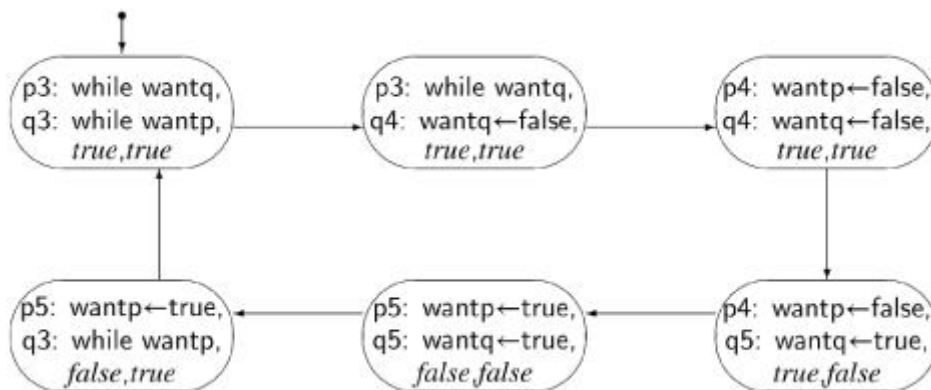 p3: while wantq,
q3: while wantp,
true,true
p3: while wantq,
q4: wantq←false,
true,true
p4: wantp←false,
q4: wantq←false,
true,true
p5: wantp←true,
q3: while wantp,
false,true
p5: wantp←true,
q5: wantq←true,
false,false
p4: wantp←false,
q5: wantq←true,
true,false